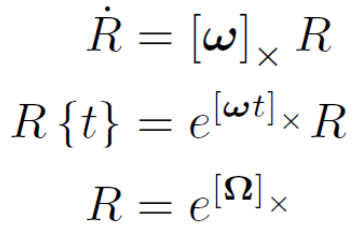 Ṙ = [ω]× R
R {t} = e^{[ωt]×} R
R = e^{[Ω]×}